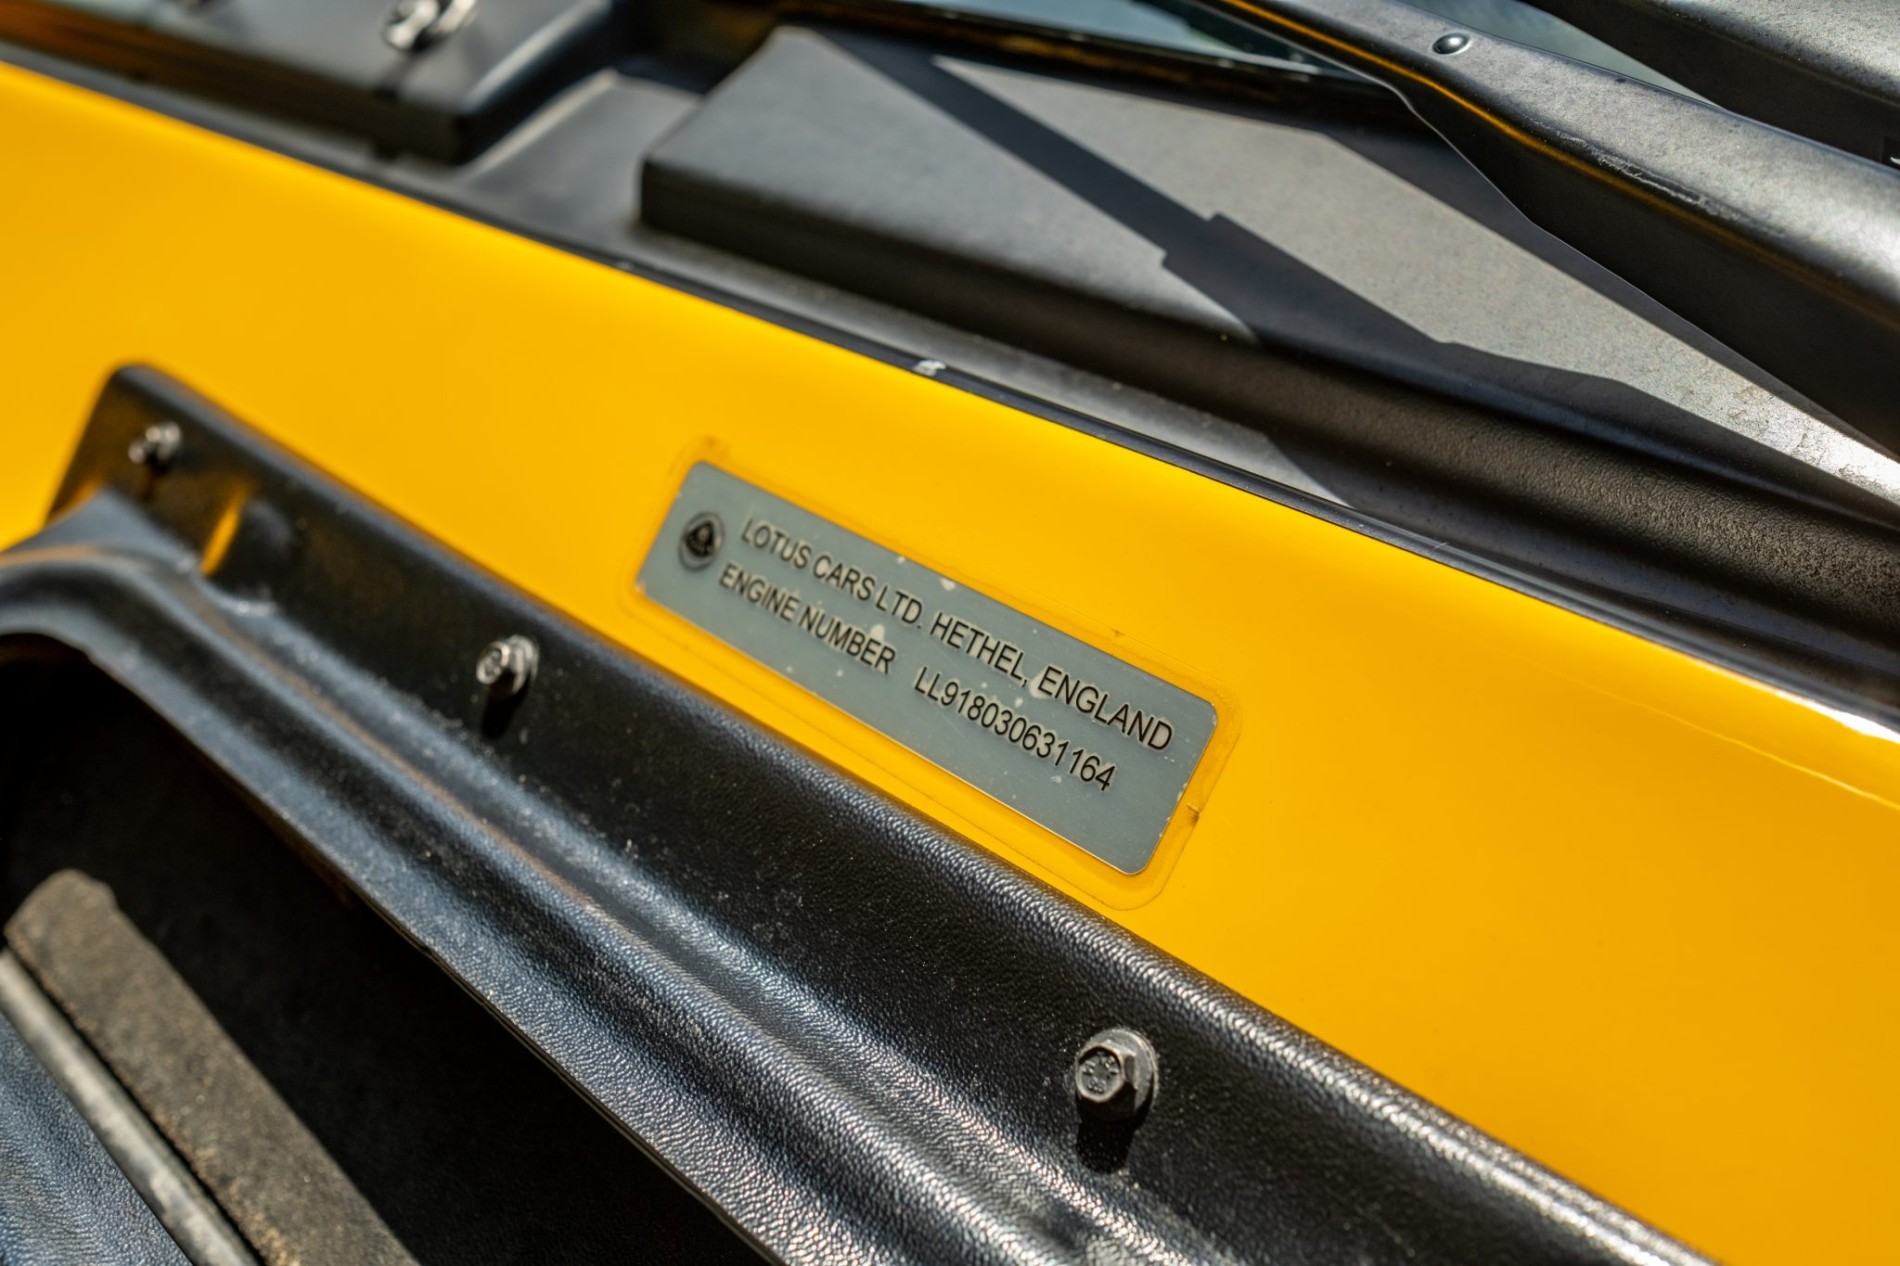 LOTUS CARS LTD. HETHEL, ENGLAND
ENGINE NUMBER LL918030631164